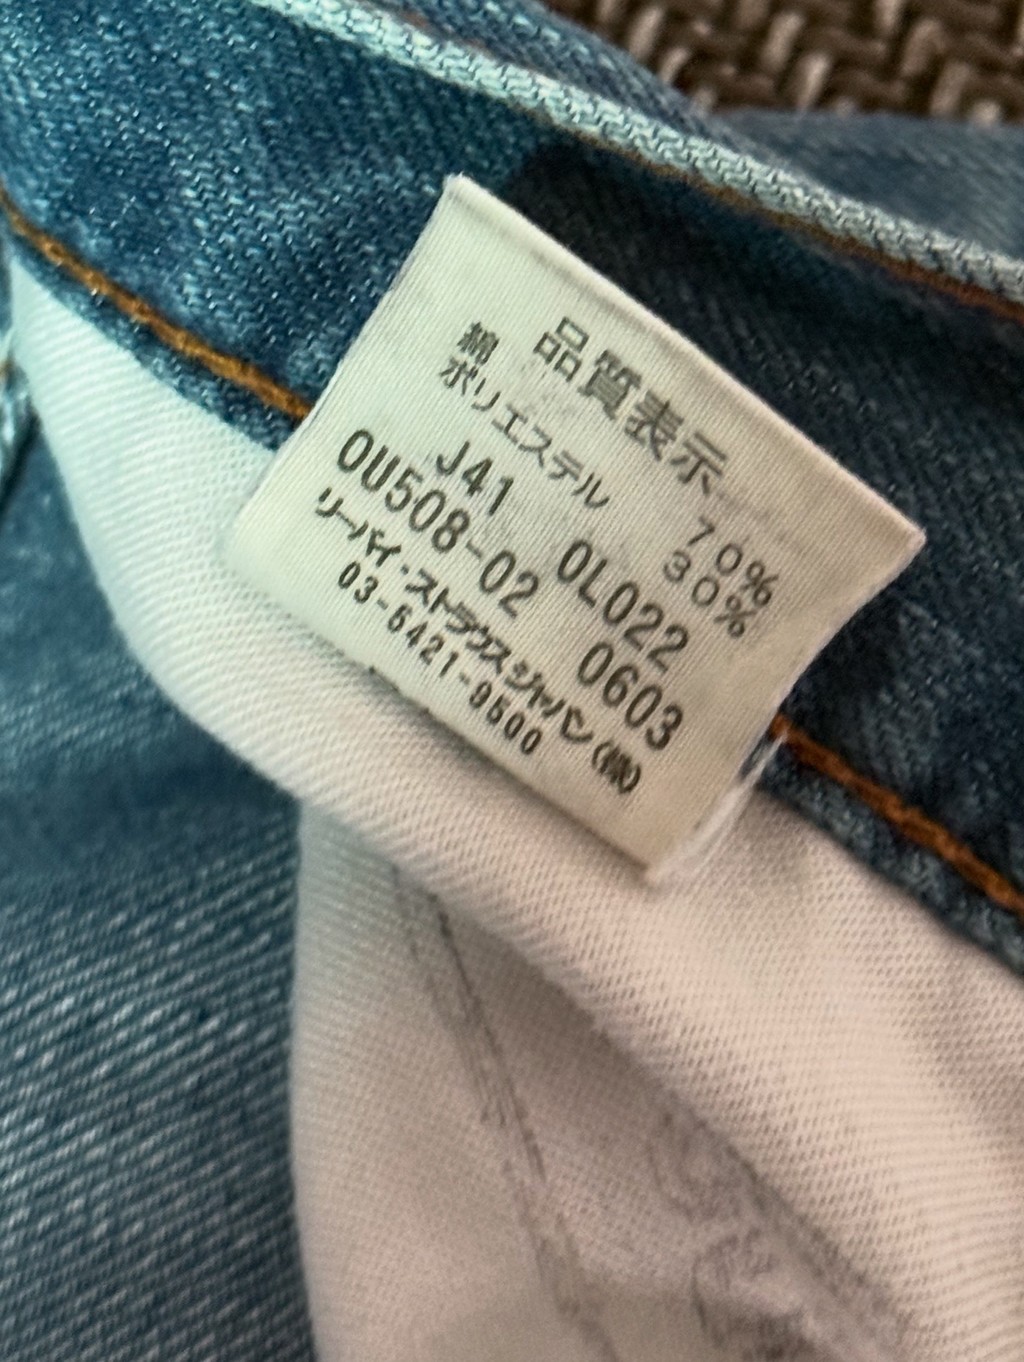 品質表示
綿 70%
ポリエステル 30%
J41 0L022
0U508-02 0603
リーバイ・ストラウスジャパン(株)
03-6421-9500